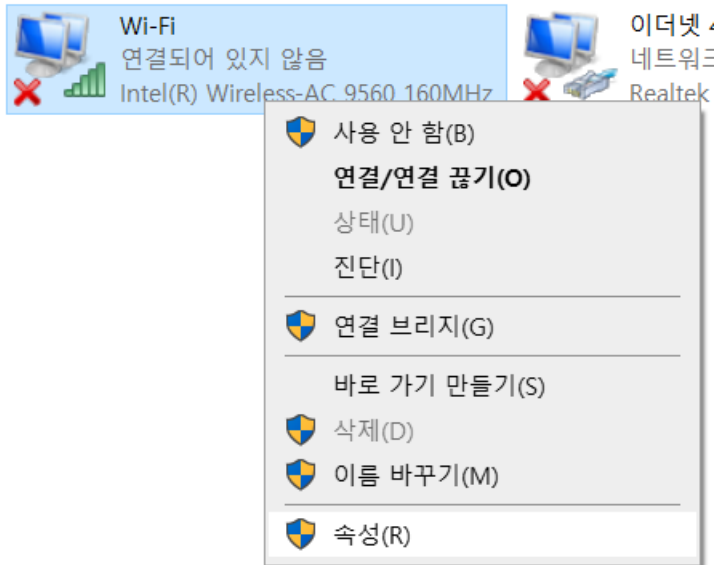 Wi-Fi
연결되어 있지 않음
Intel(R) Wireless-AC 9560 160MHz
이더넷 4
네트워크
Realtek
사용 안 함(B)
연결/연결 끊기(O)
상태(U)
진단(I)
연결 브리지(G)
바로 가기 만들기(S)
삭제(D)
이름 바꾸기(M)
속성(R)